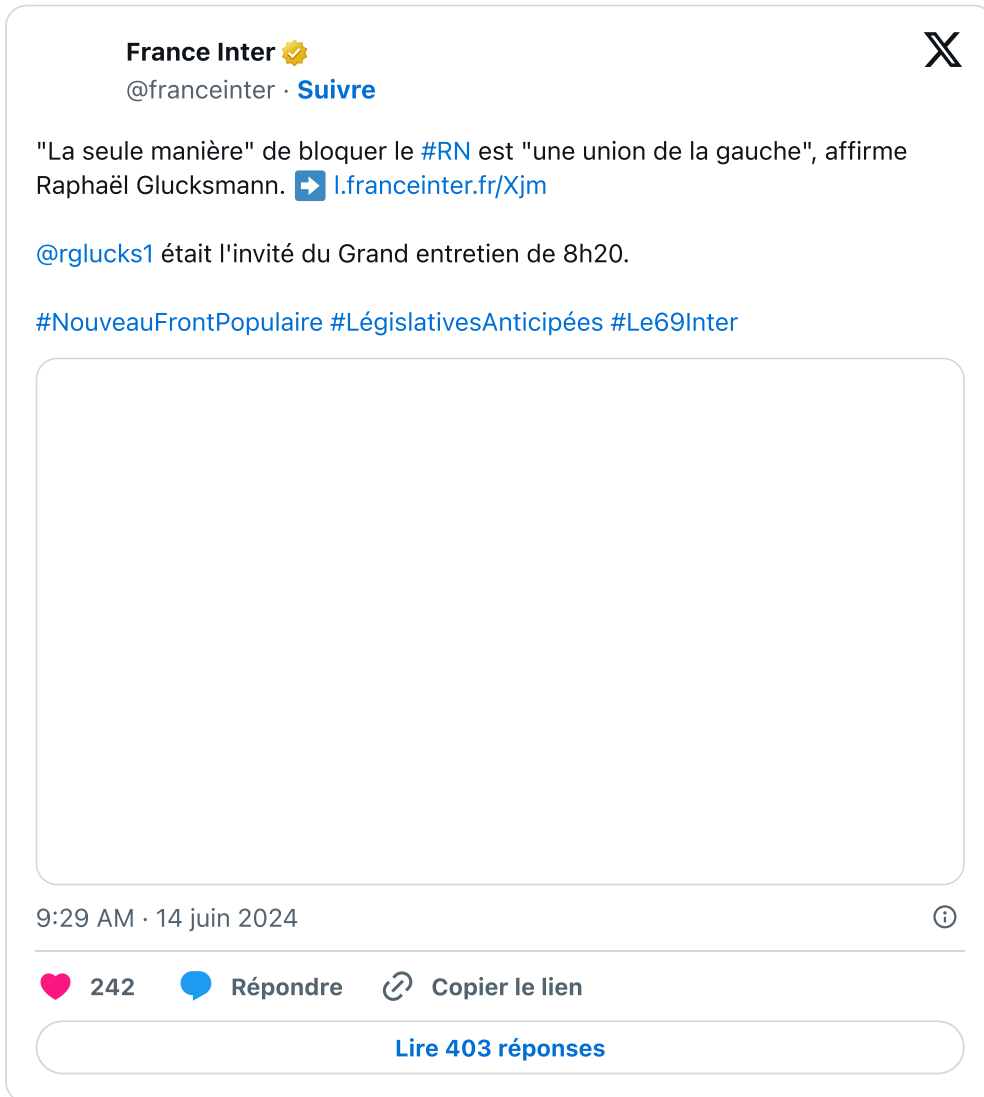 France Inter
@franceinter · Suivre
"La seule manière" de bloquer le #RN est "une union de la gauche", affirme
Raphaël Glucksmann. ➡️ l.franceinter.fr/Xjm
@rglucks1 était l'invité du Grand entretien de 8h20.
#NouveauFrontPopulaire #LégislativesAnticipées #Le69Inter
9:29 AM · 14 juin 2024
242 Répondre Copier le lien
Lire 403 réponses